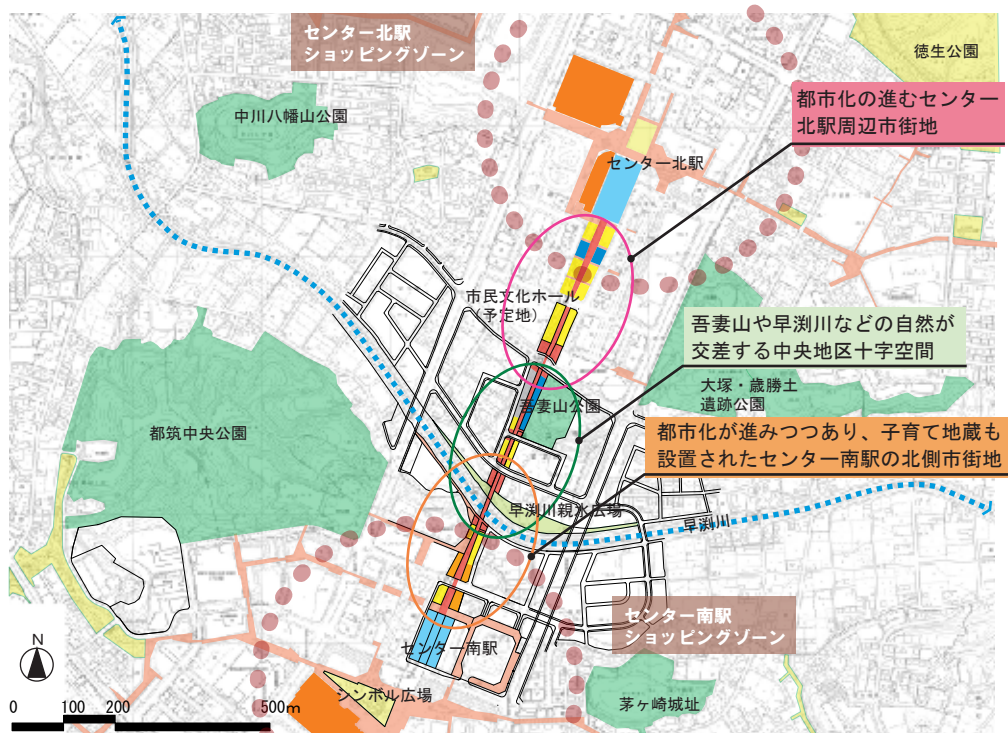 センター北駅
ショッピングゾーン
徳生公園
中川八幡山公園
都市化の進むセンター
北駅周辺市街地
センター北駅
市民文化ホール
（予定地）
吾妻山や早渕川などの自然が
交差する中央地区十字空間
大塚・歳勝土
遺跡公園
吾妻山公園
都筑中央公園
都市化が進みつつあり、子育て地蔵も
設置されたセンター南駅の北側市街地
早渕川親水広場
早渕川
センター南駅
ショッピングゾーン
センター南駅
シンボル広場
茅ヶ崎城址
N
0 100 200 500m